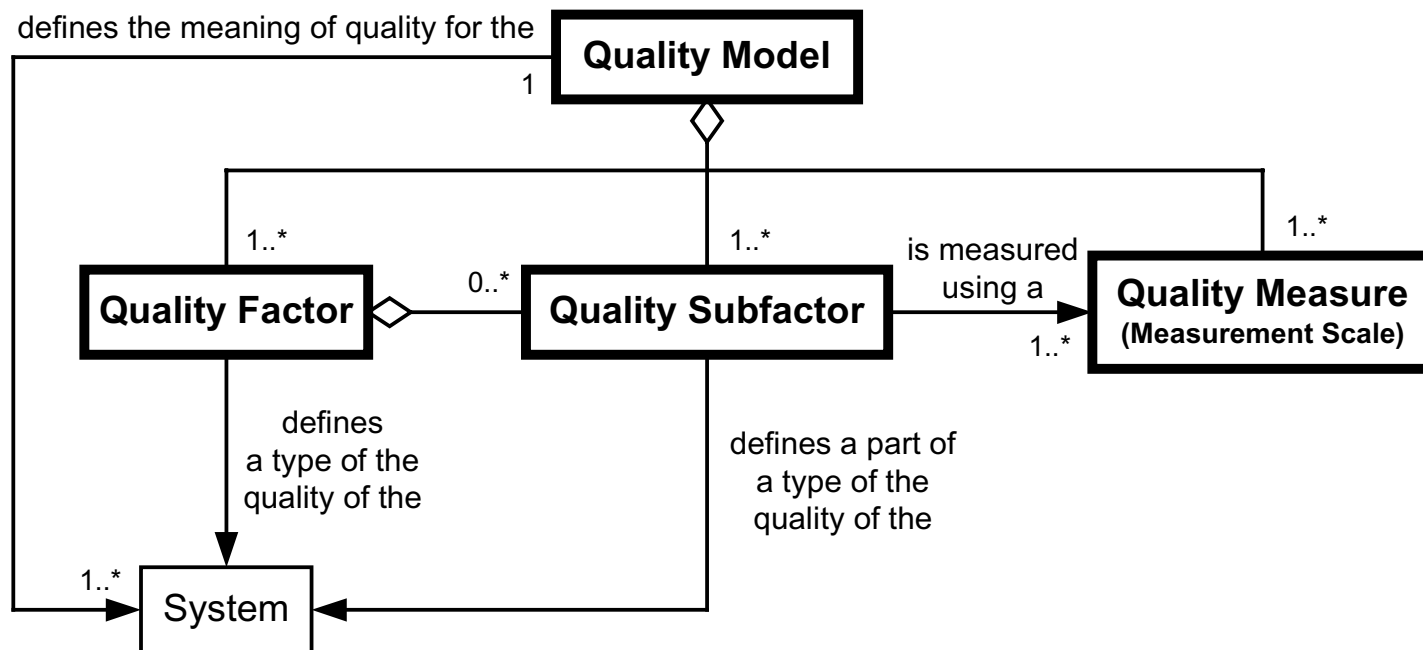 defines the meaning of quality for the
Quality Model
1
1..*
1..*
1..*
is measured
using a
0..*
Quality Factor
Quality Subfactor
Quality Measure
(Measurement Scale)
1..*
defines
a type of the
quality of the
defines a part of
a type of the
quality of the
1..*
System